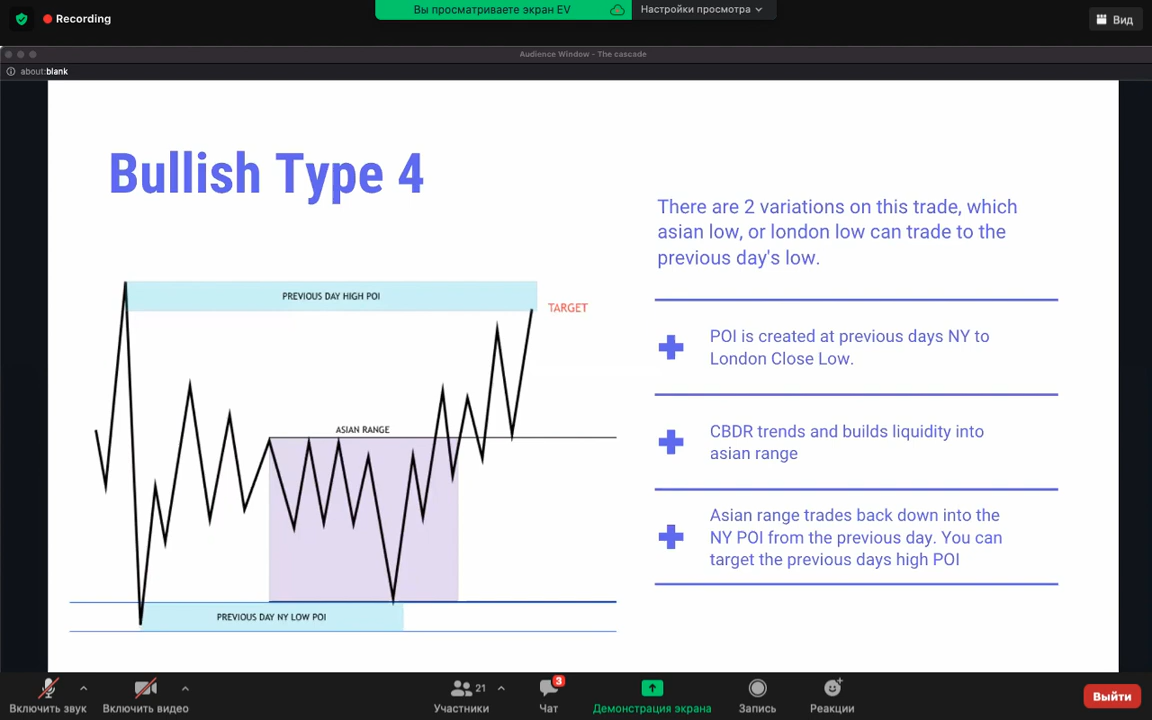 Recording
Вы просматриваете экран EV
Настройки просмотра
Вид
Audience Window - The cascade
about:blank
Bullish Type 4
There are 2 variations on this trade, which
asian low, or london low can trade to the
previous day's low.
PREVIOUS DAY HIGH POI
TARGET
POI is created at previous days NY to
London Close Low.
ASIAN RANGE
CBDR trends and builds liquidity into
asian range
Asian range trades back down into the
NY POI from the previous day. You can
target the previous days high POI
PREVIOUS DAY NY LOW POI
Включить звук
Включить видео
21
Участники
3
Чат
Демонстрация экрана
Запись
Реакции
Выйти